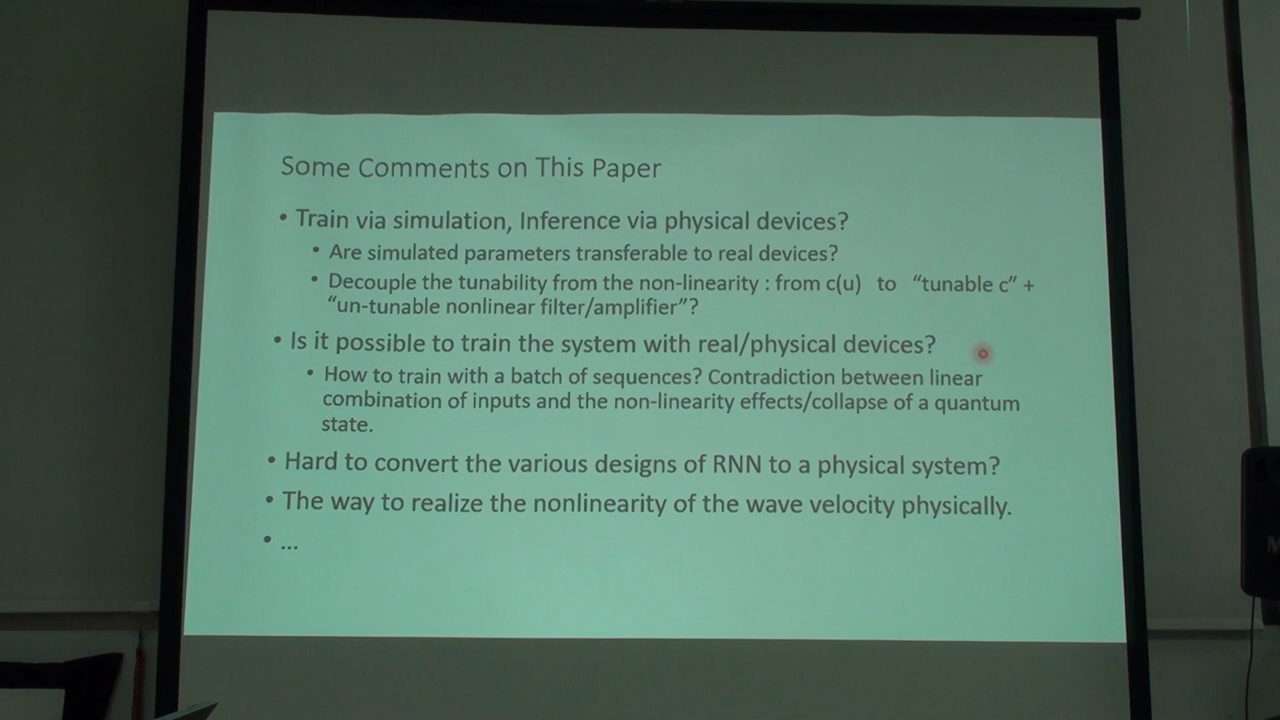 Some Comments on This Paper
• Train via simulation, Inference via physical devices?
• Are simulated parameters transferable to real devices?
• Decouple the tunability from the non-linearity : from c(u) to “tunable c” +
“un-tunable nonlinear filter/amplifier”?
• Is it possible to train the system with real/physical devices?
• How to train with a batch of sequences? Contradiction between linear
combination of inputs and the non-linearity effects/collapse of a quantum
state.
• Hard to convert the various designs of RNN to a physical system?
• The way to realize the nonlinearity of the wave velocity physically.
• ...